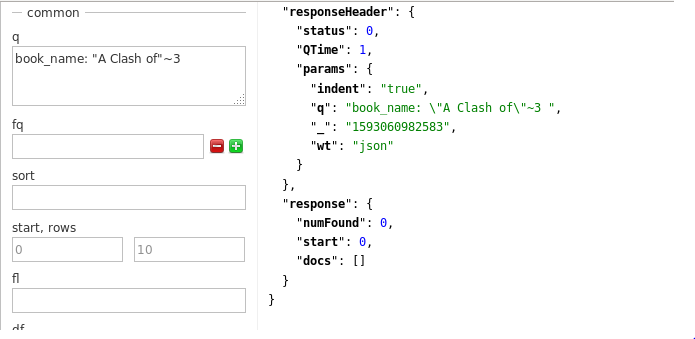 common
q
book_name: "A Clash of"~3
fq
sort
start, rows
0
10
fl
df
"responseHeader": {
"status": 0,
"QTime": 1,
"params": {
"indent": "true",
"q": "book_name: \"A Clash of\"~3 ",
"_": "1593060982583",
"wt": "json"
}
},
"response": {
"numFound": 0,
"start": 0,
"docs": []
}
}